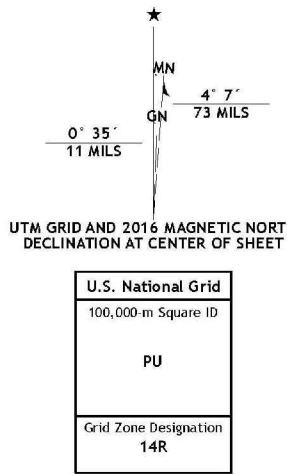 ★
MN
4° 7´
73 MILS
GN
0° 35´
11 MILS
UTM GRID AND 2016 MAGNETIC NORT
DECLINATION AT CENTER OF SHEET
U.S. National Grid
100,000-m Square ID
PU
Grid Zone Designation
14R